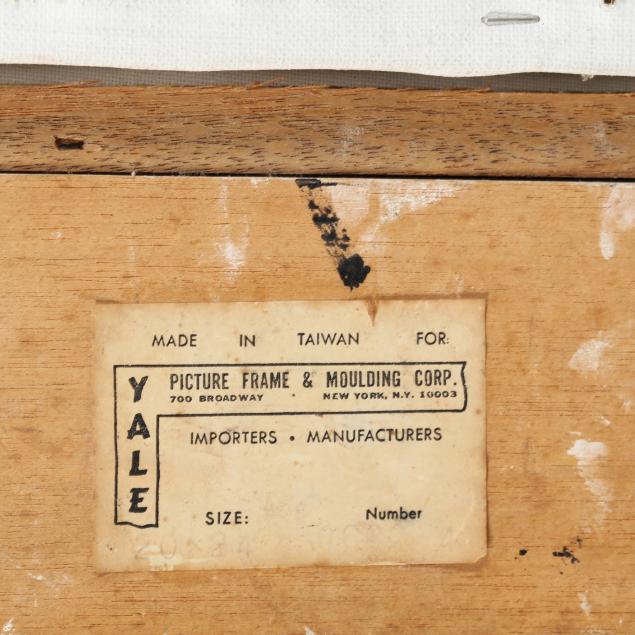 MADE IN TAIWAN FOR:
YALE
PICTURE FRAME & MOULDING CORP.
700 BROADWAY · NEW YORK, N.Y. 10003
IMPORTERS • MANUFACTURERS
SIZE: Number